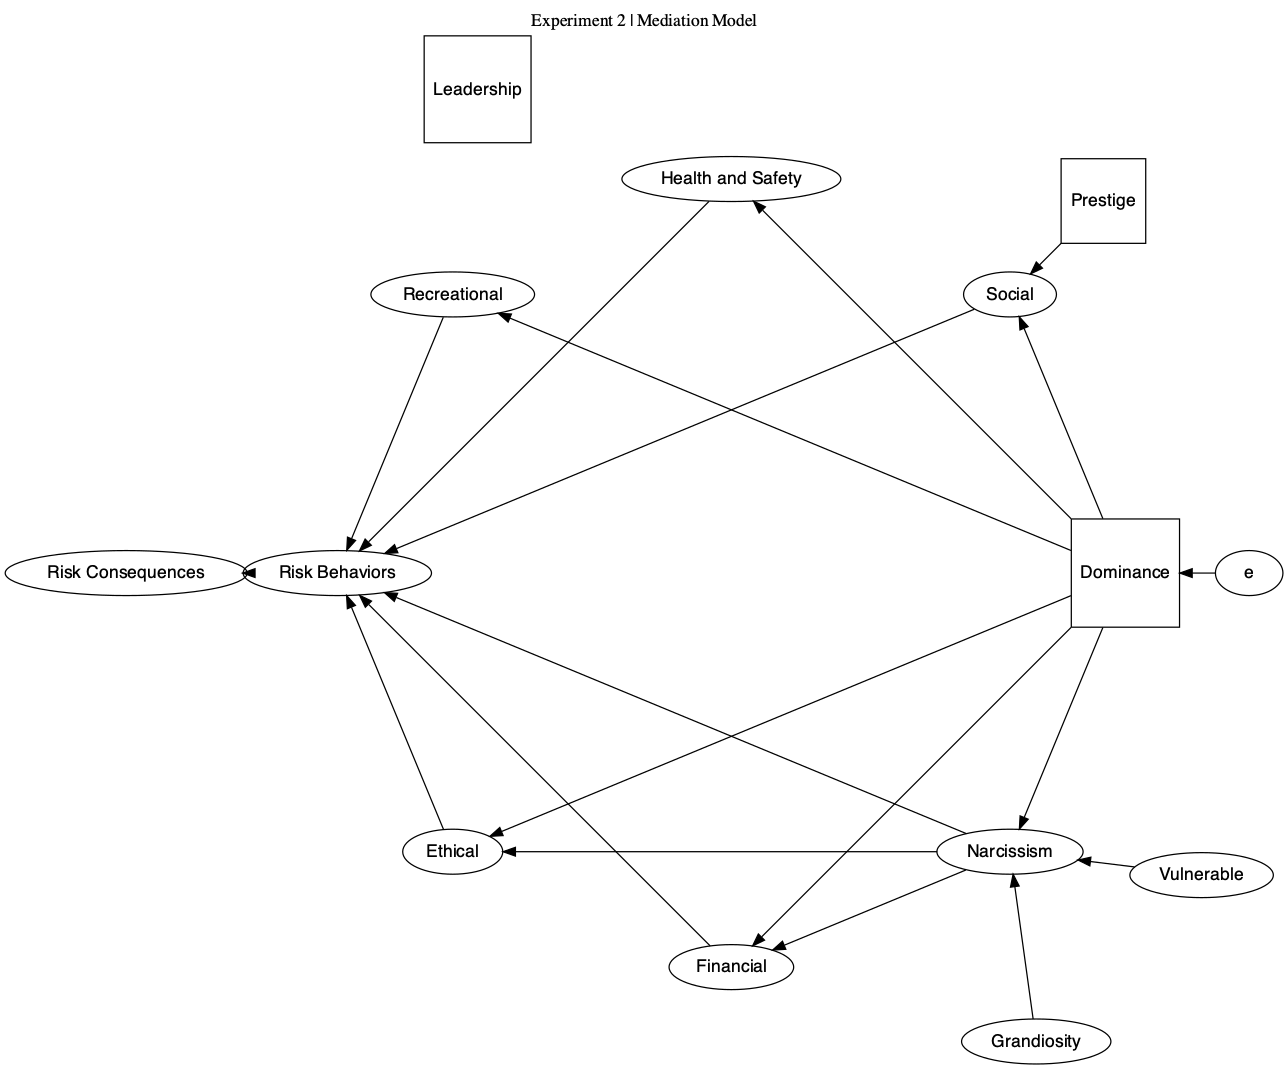 Experiment 2 | Mediation Model
Leadership
Health and Safety
Prestige
Recreational
Social
Risk Consequences
Risk Behaviors
Dominance
e
Ethical
Narcissism
Vulnerable
Financial
Grandiosity